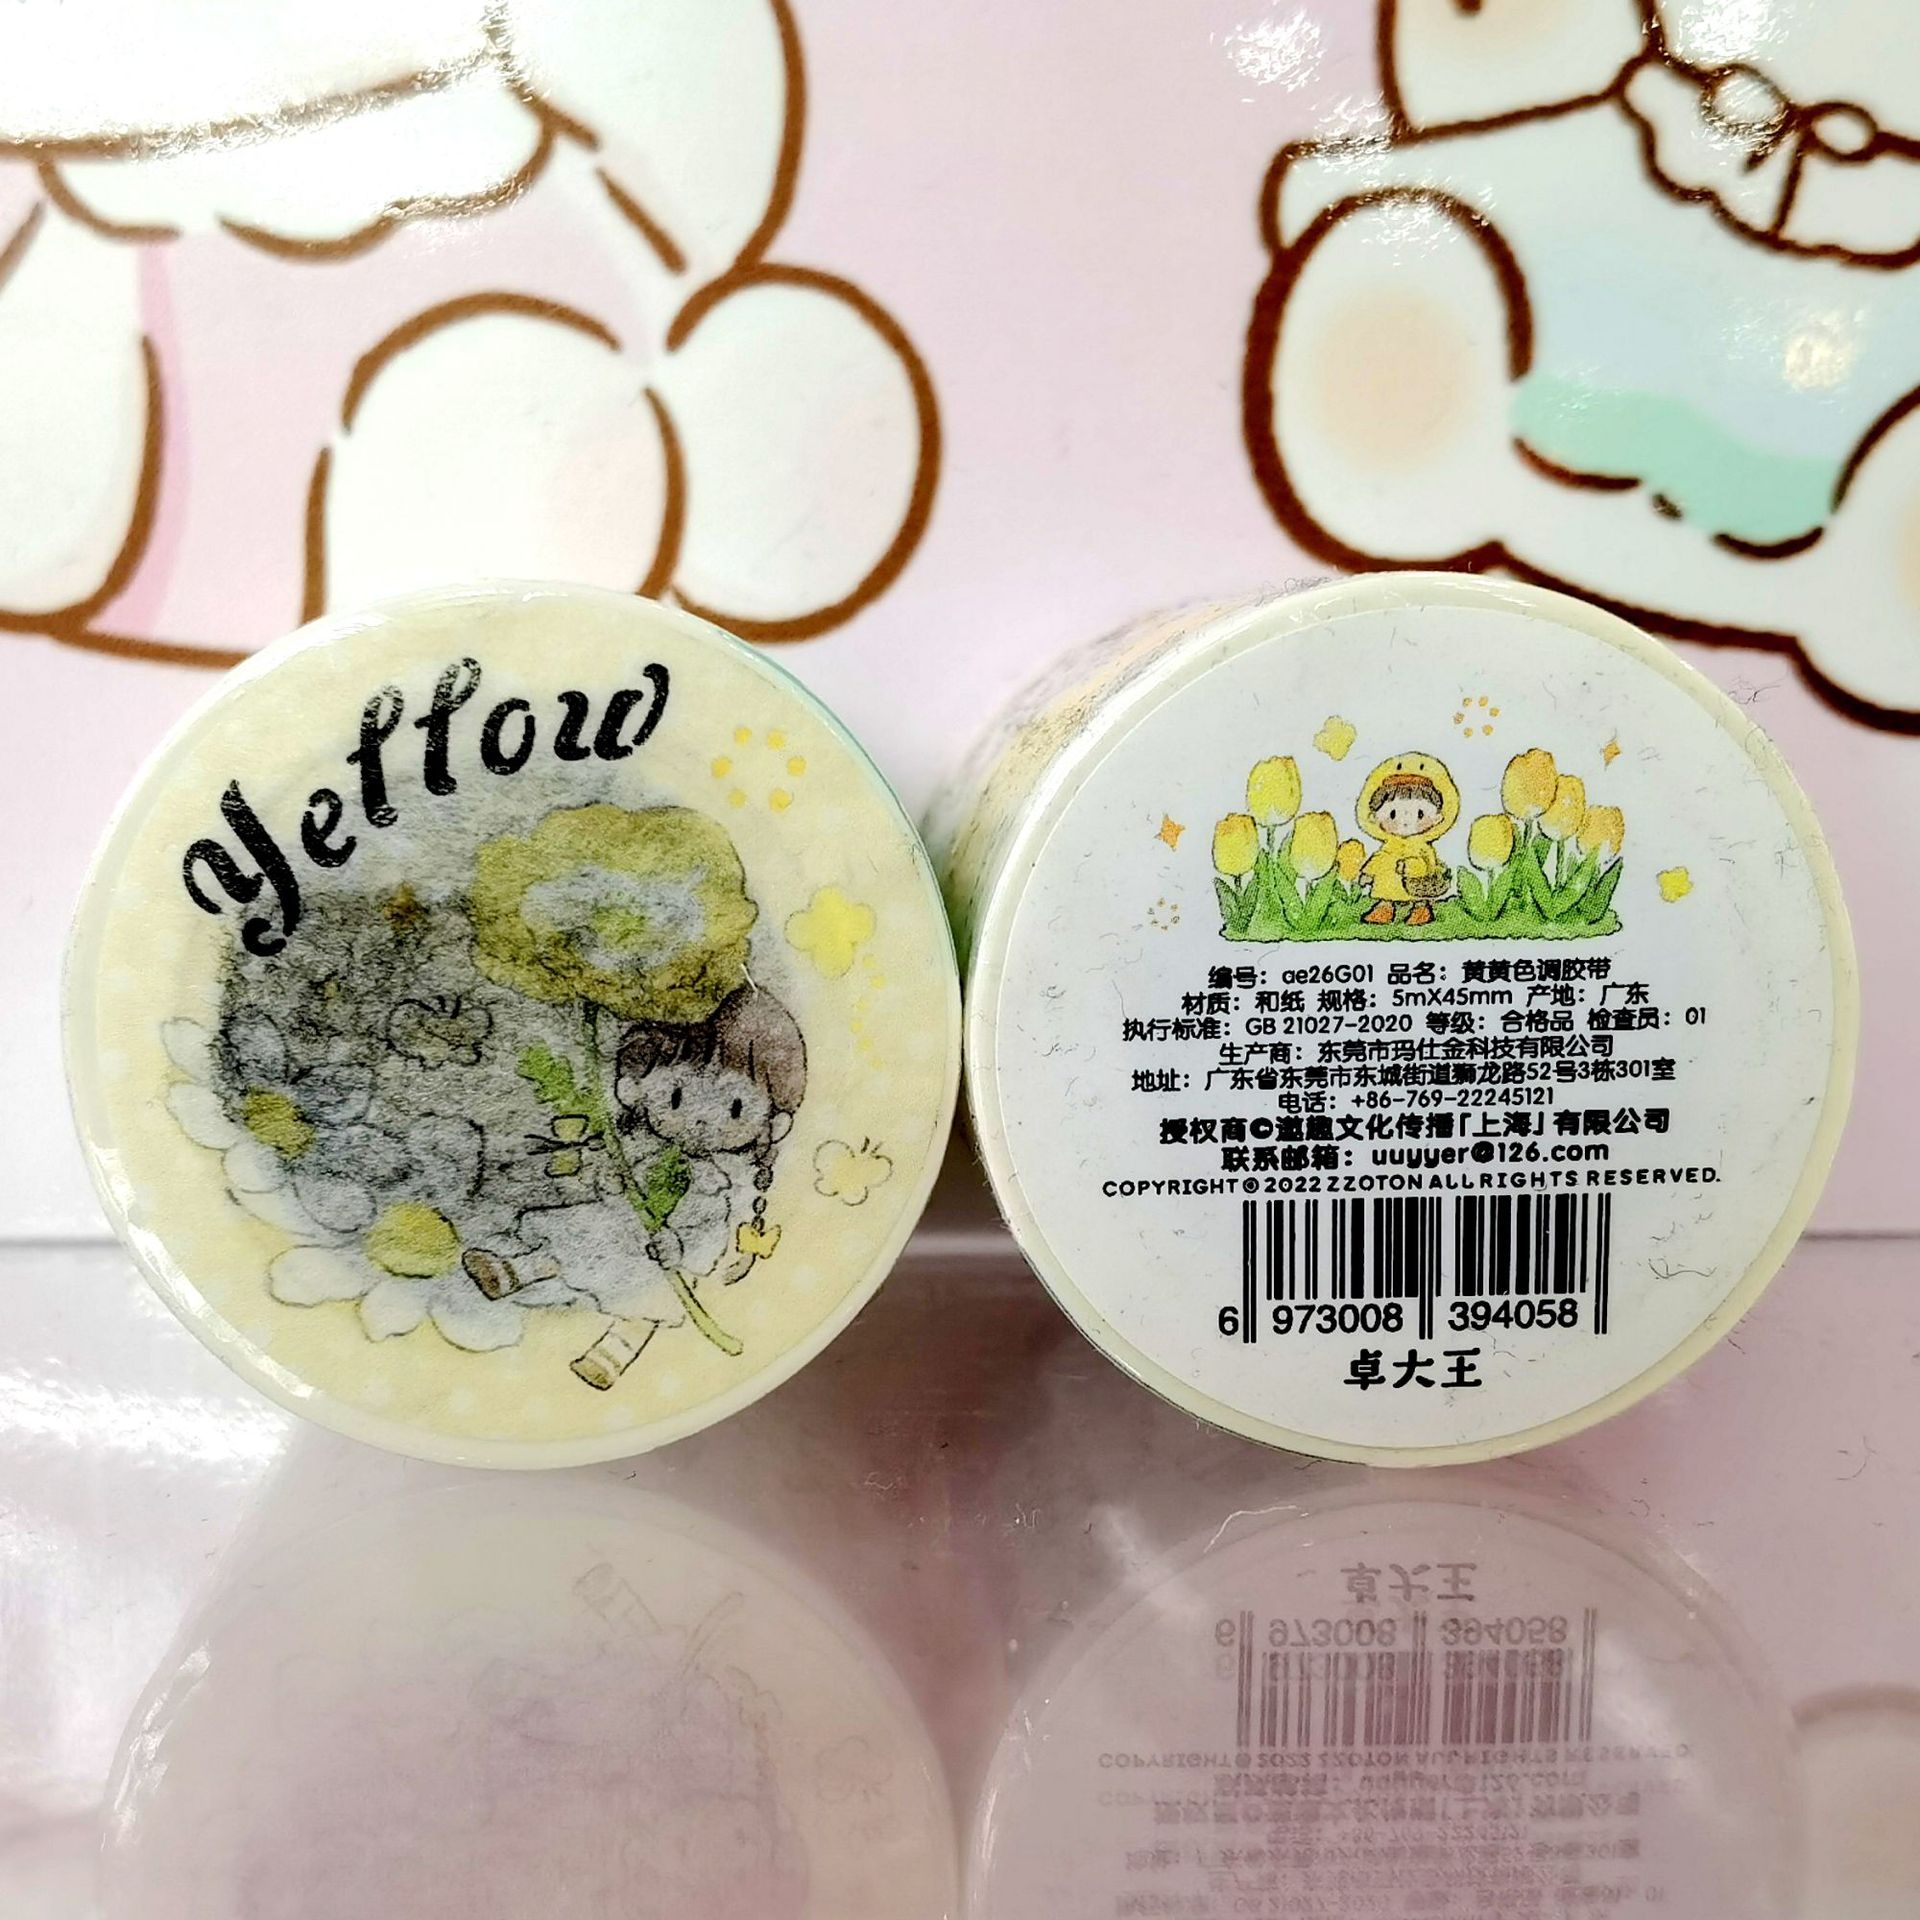 Yellow
编号：ae26G01 品名：黄黄色调胶带
材质：和纸 规格：5mX45mm 产地：广东
执行标准：GB 21027-2020 等级：合格品 检查员：01
生产商：东莞市玛仕金科技有限公司
地址：广东省东莞市东城街道狮龙路52号3栋301室
电话：+86-769-22245121
授权商©邀趣文化传播「上海」有限公司
联系邮箱：uuyyer@126.com
COPYRIGHT©2022 ZZOTON ALL RIGHTS RESERVED.
6 973008 394058
卓大王